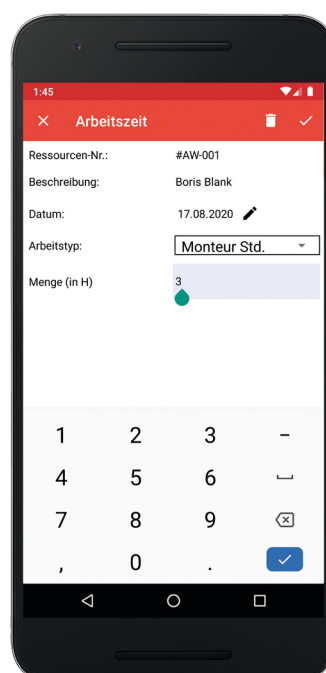 1:45
Arbeitszeit
Ressourcen-Nr.: #AW-001
Beschreibung: Boris Blank
Datum: 17.08.2020
Arbeitstyp: Monteur Std.
Menge (in H) 3
1 2 3 -
4 5 6
7 8 9
, 0 .